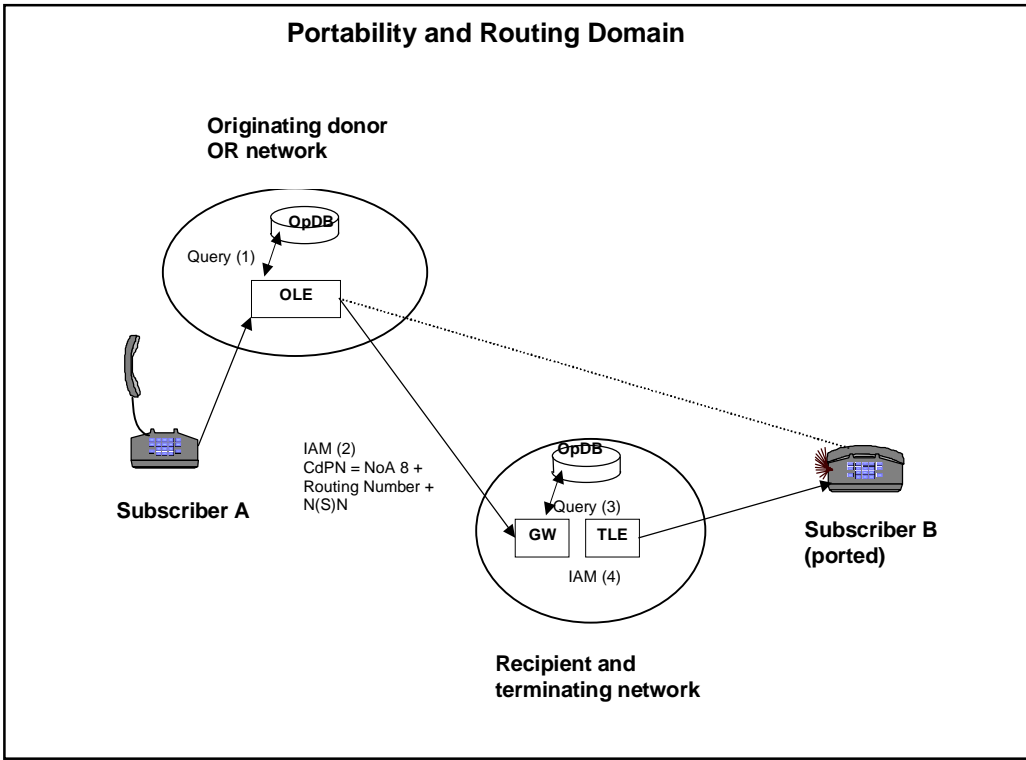 Portability and Routing Domain
Originating donor
OR network
OpDB
Query (1)
OLE
IAM (2)
CdPN = NoA 8 +
Routing Number +
N(S)N
Subscriber A
OpDB
Query (3)
GW
TLE
IAM (4)
Subscriber B
(ported)
Recipient and
terminating network